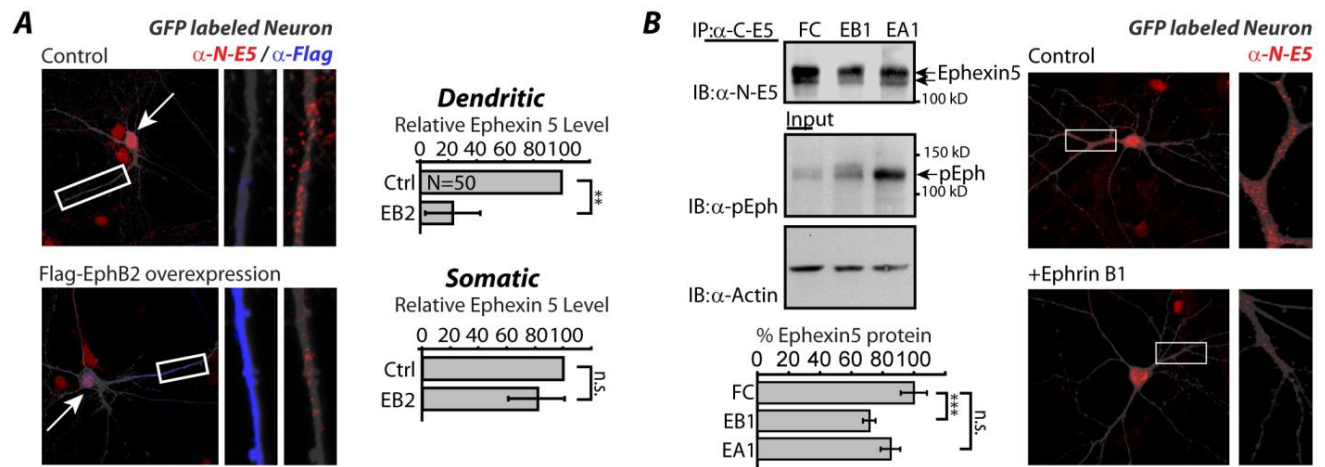 A
GFP labeled Neuron
Control
α-N-E5 / α-Flag
Flag-EphB2 overexpression
Dendritic
Relative Ephexin 5 Level
0 20 40 60 80 100
Ctrl
N=50
**
EB2
Somatic
Relative Ephexin 5 Level
0 20 40 60 80 100
Ctrl
n.s.
EB2
B
IP:α-C-E5 FC EB1 EA1
Ephexin5
IB:α-N-E5
100 kD
Input
150 kD
pEph
100 kD
IB:α-pEph
IB:α-Actin
% Ephexin5 protein
0 20 40 60 80 100
FC
***
n.s.
EB1
EA1
GFP labeled Neuron
Control
α-N-E5
+Ephrin B1